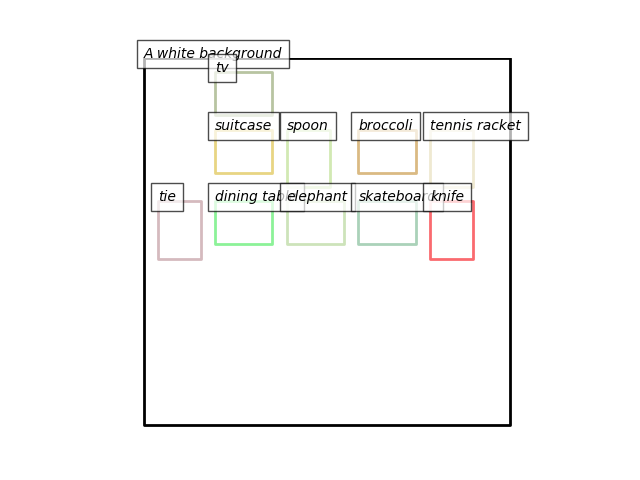 A white background
tv
suitcase
spoon
broccoli
tennis racket
tie
dining table
elephant
skateboard
knife